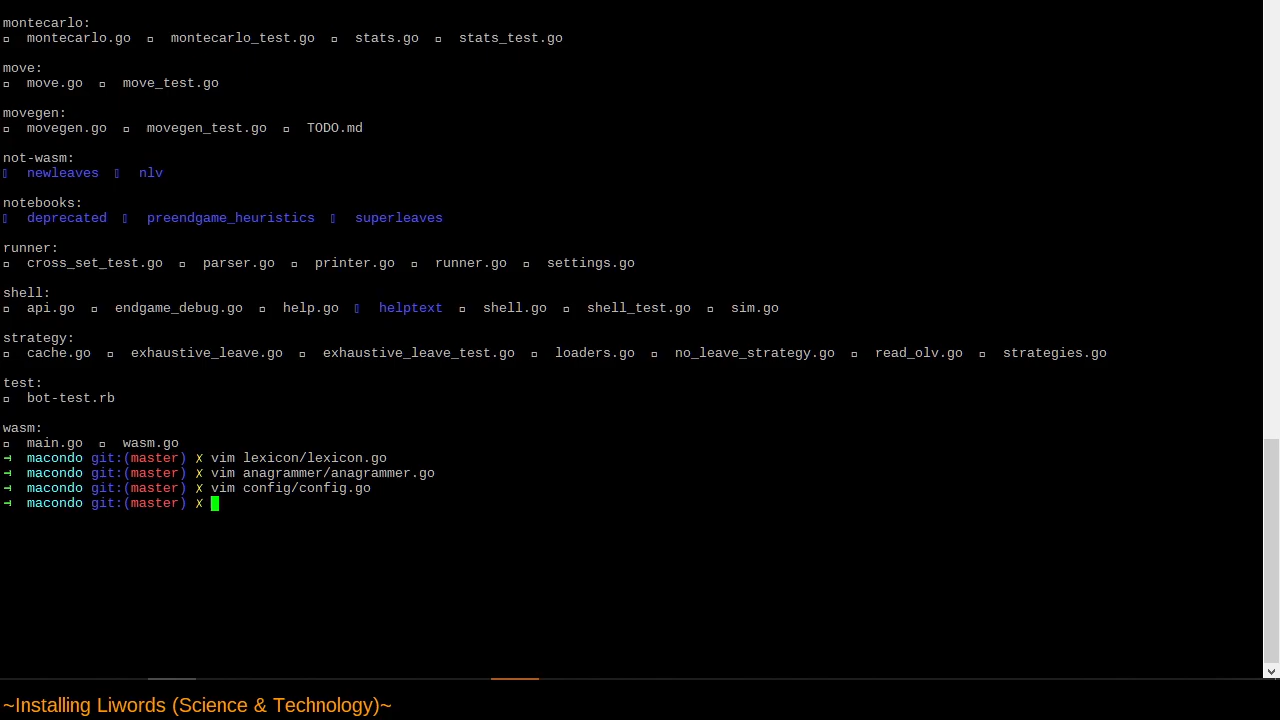 montecarlo:
montecarlo.go montecarlo_test.go stats.go stats_test.go
move:
move.go move_test.go
movegen:
movegen.go movegen_test.go TODO.md
not-wasm:
newleaves nlv
notebooks:
deprecated preendgame_heuristics superleaves
runner:
cross_set_test.go parser.go printer.go runner.go settings.go
shell:
api.go endgame_debug.go help.go helptext shell.go shell_test.go sim.go
strategy:
cache.go exhaustive_leave.go exhaustive_leave_test.go loaders.go no_leave_strategy.go read_olv.go strategies.go
test:
bot-test.rb
wasm:
main.go wasm.go
⊣ macondo git:(master) ✗ vim lexicon/lexicon.go
⊣ macondo git:(master) ✗ vim anagrammer/anagrammer.go
⊣ macondo git:(master) ✗ vim config/config.go
⊣ macondo git:(master) ✗
~Installing Liwords (Science & Technology)~